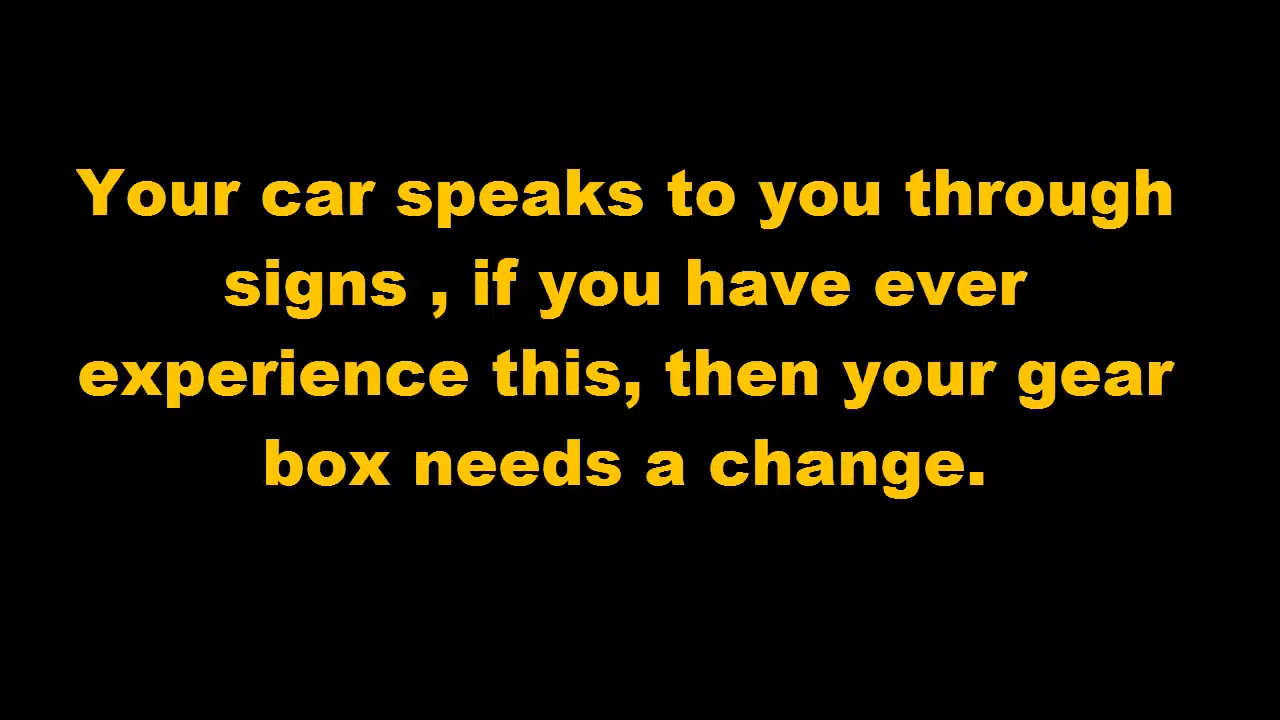 Your car speaks to you through
signs , if you have ever
experience this, then your gear
box needs a change.